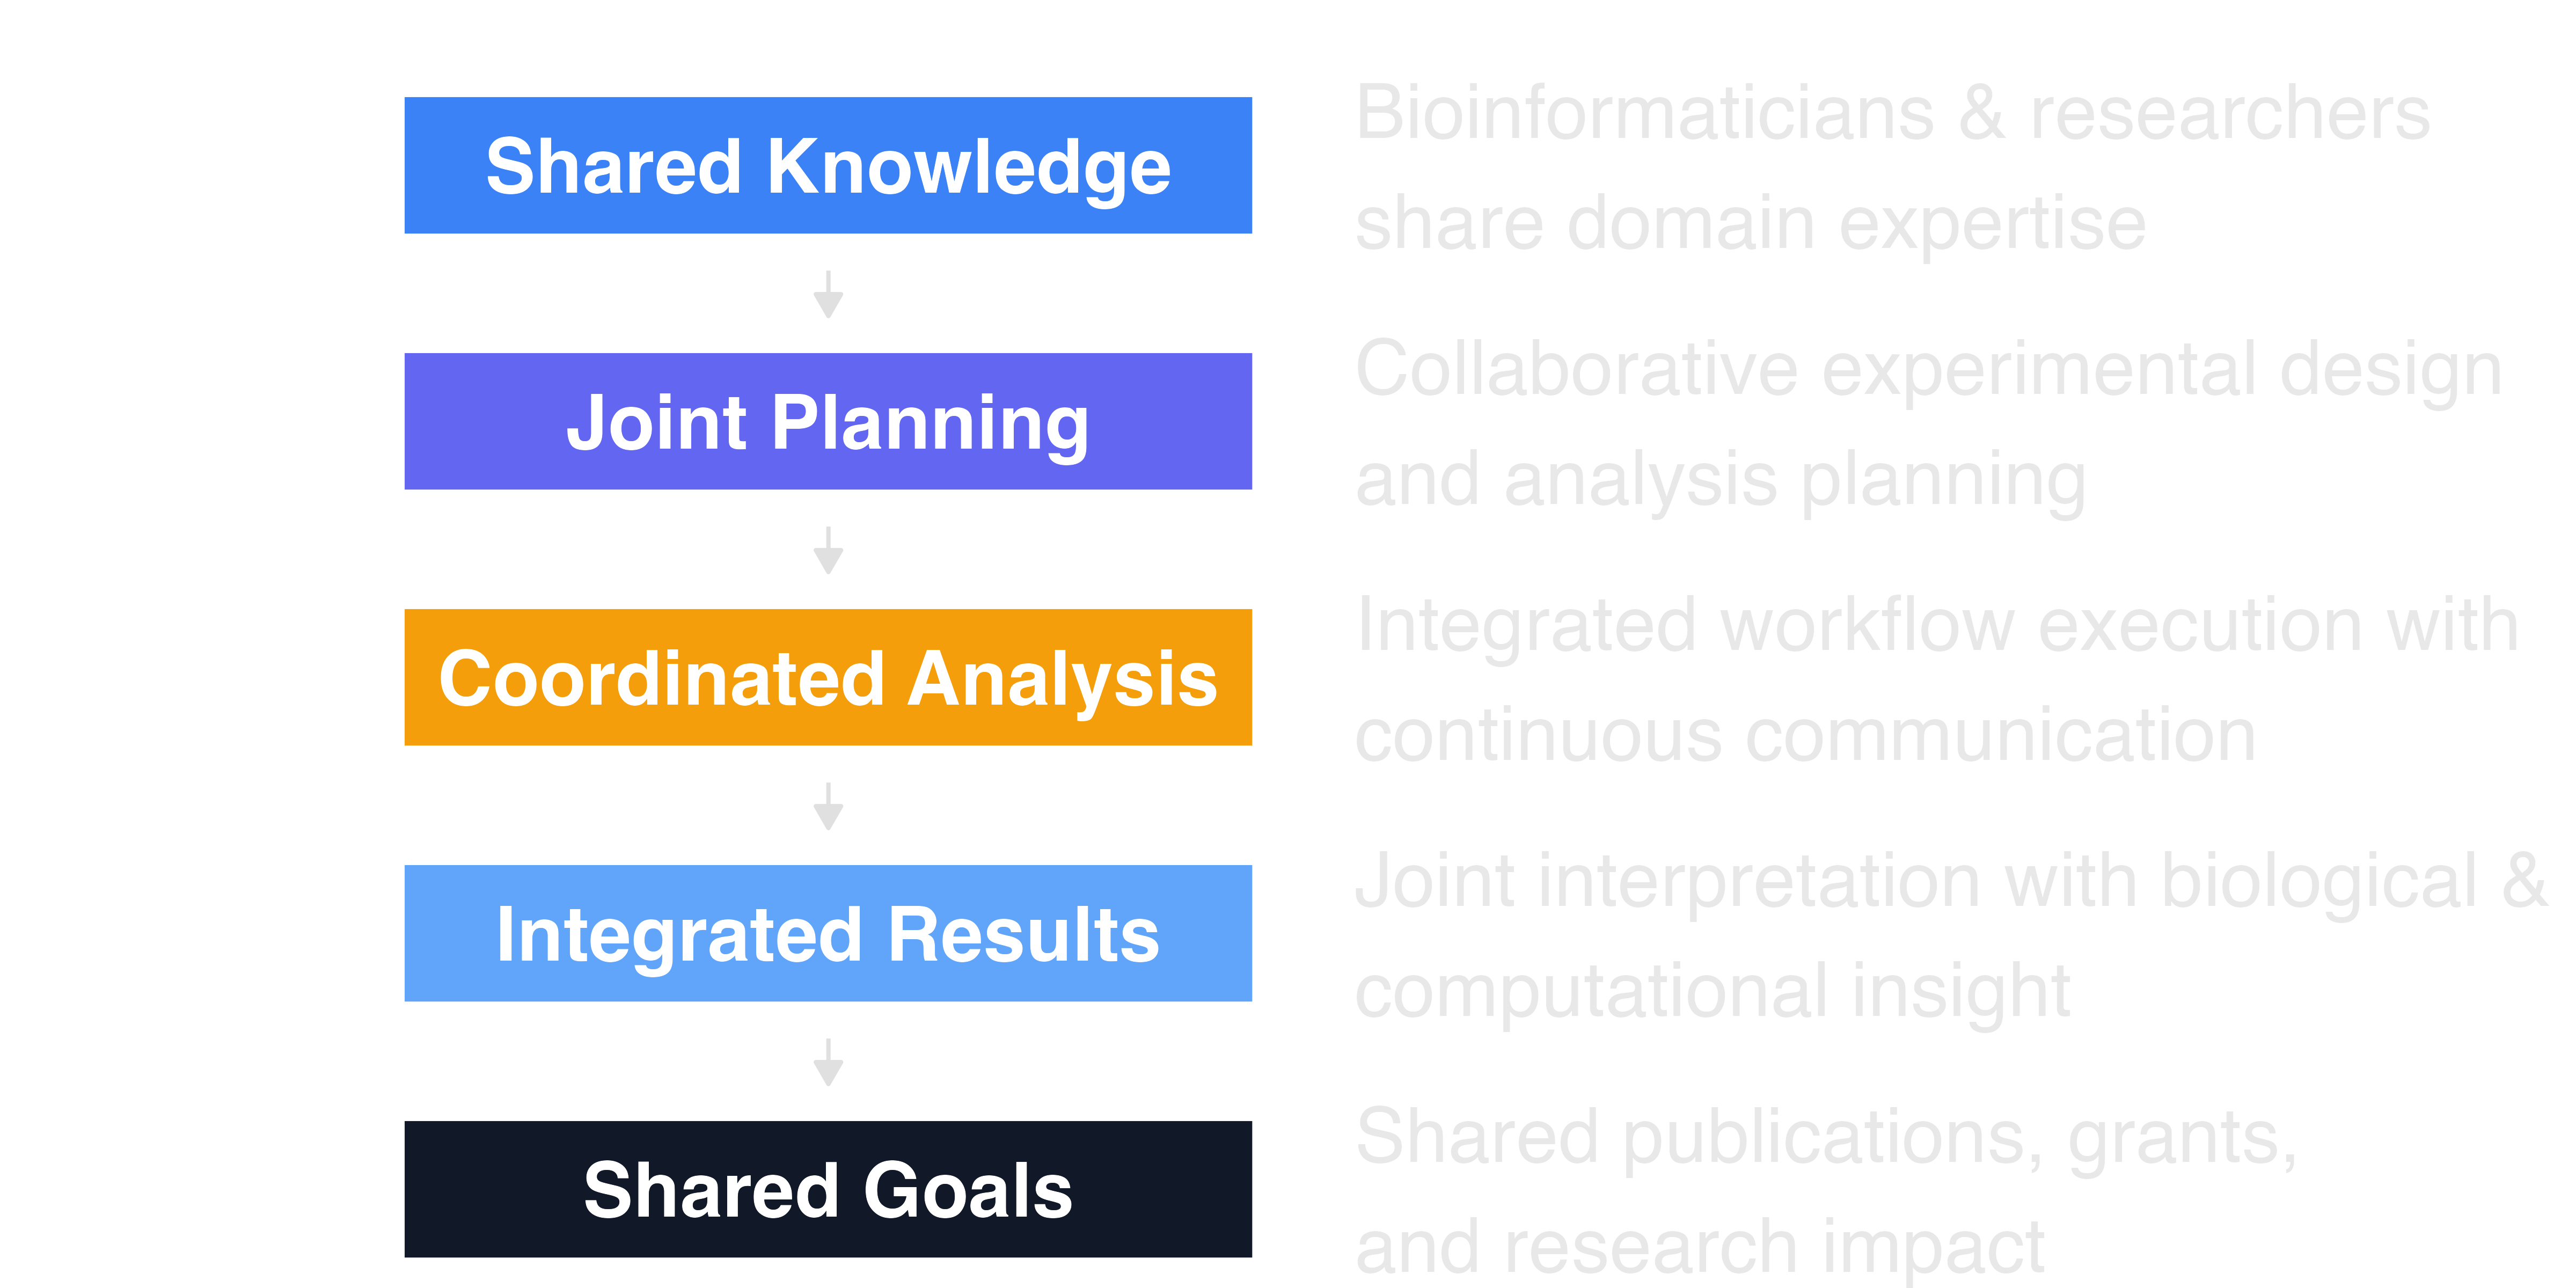 Shared Knowledge
Bioinformaticians & researchers
share domain expertise
Joint Planning
Collaborative experimental design
and analysis planning
Coordinated Analysis
Integrated workflow execution with
continuous communication
Integrated Results
Joint interpretation with biological &
computational insight
Shared Goals
Shared publications, grants,
and research impact